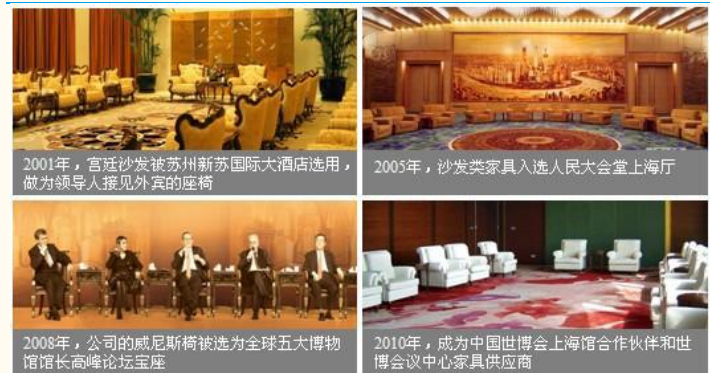 2001年，宫廷沙发被苏州新苏国际大酒店选用，
做为领导人接见外宾的座椅
2005年，沙发类家具入选人民大会堂上海厅
2008年，公司的威尼斯椅被选为全球五大博物
馆馆长高峰论坛宝座
2010年，成为中国世博会上海馆合作伙伴和世
博会议中心家具供应商